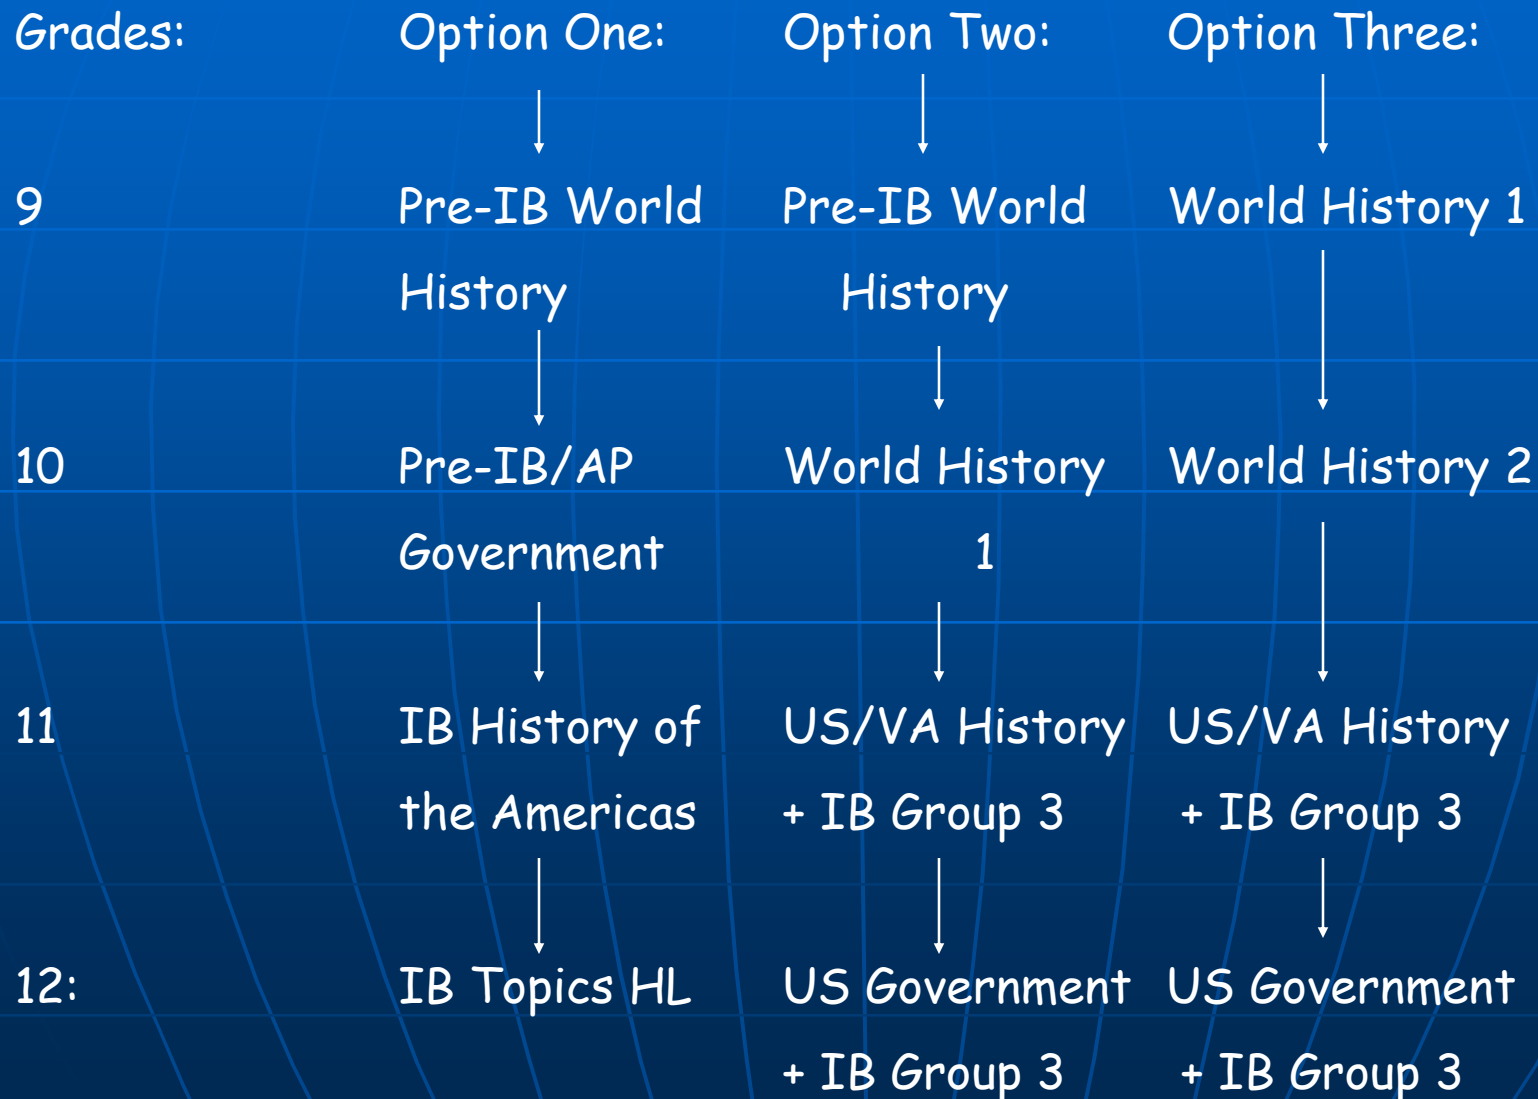 Grades: Option One: Option Two: Option Three:
9 Pre-IB World Pre-IB World World History 1
History History
10 Pre-IB/AP World History World History 2
Government 1
11 IB History of US/VA History US/VA History
the Americas + IB Group 3 + IB Group 3
12: IB Topics HL US Government US Government
+ IB Group 3 + IB Group 3